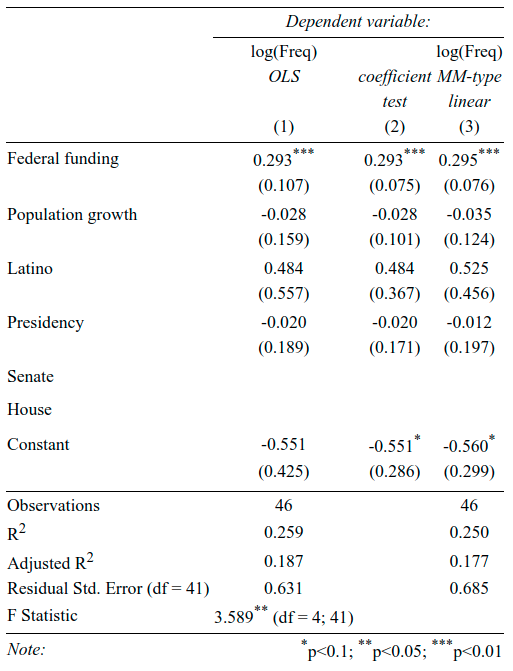 Dependent variable:
log(Freq) log(Freq)
OLS coefficient MM-type
test linear
(1) (2) (3)
Federal funding 0.293*** 0.293*** 0.295***
(0.107) (0.075) (0.076)
Population growth -0.028 -0.028 -0.035
(0.159) (0.101) (0.124)
Latino 0.484 0.484 0.525
(0.557) (0.367) (0.456)
Presidency -0.020 -0.020 -0.012
(0.189) (0.171) (0.197)
Senate
House
Constant -0.551 -0.551* -0.560*
(0.425) (0.286) (0.299)
Observations 46 46
R2 0.259 0.250
Adjusted R2 0.187 0.177
Residual Std. Error (df = 41) 0.631 0.685
F Statistic 3.589** (df = 4; 41)
Note: *p<0.1; **p<0.05; ***p<0.01